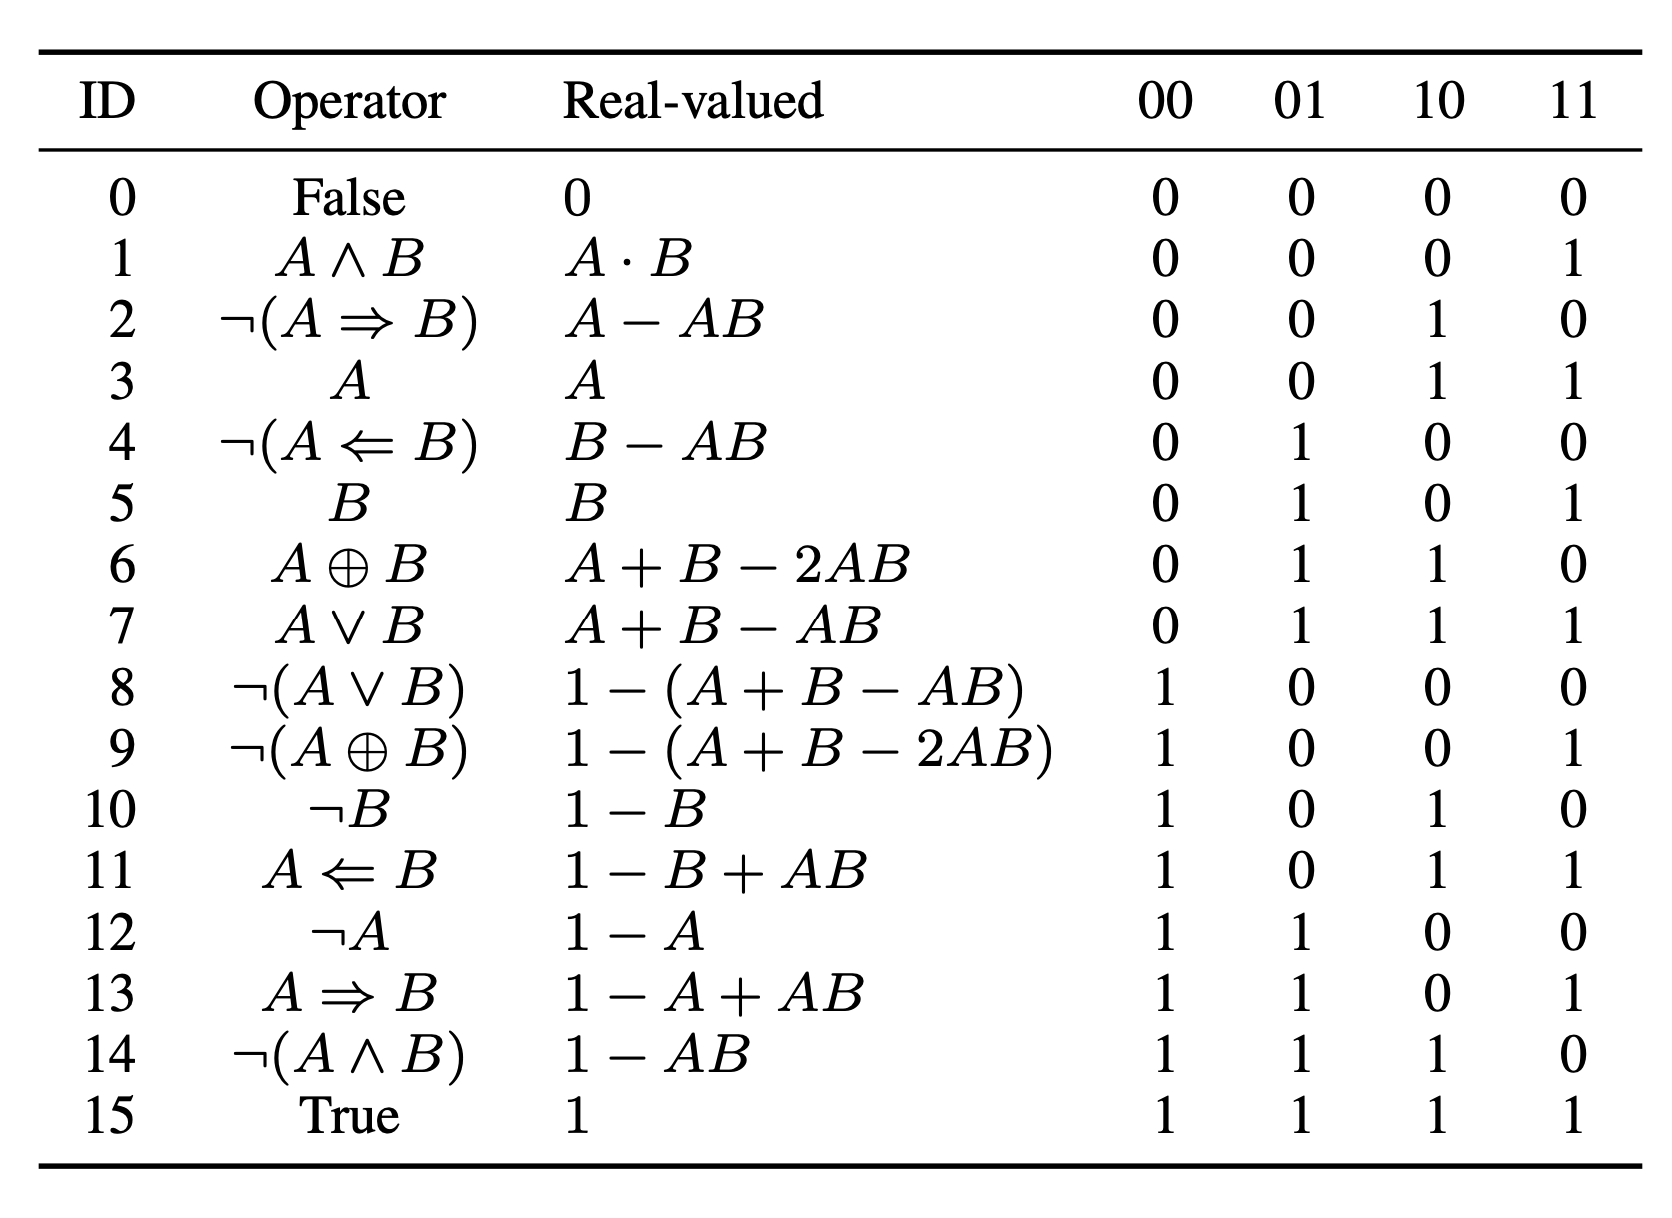 ID Operator Real-valued 00 01 10 11
0 False 0 0 0 0 0
1 A ∧ B A · B 0 0 0 1
2 ¬(A ⇒ B) A − AB 0 0 1 0
3 A A 0 0 1 1
4 ¬(A ⇐ B) B − AB 0 1 0 0
5 B B 0 1 0 1
6 A ⊕ B A + B − 2AB 0 1 1 0
7 A ∨ B A + B − AB 0 1 1 1
8 ¬(A ∨ B) 1 − (A + B − AB) 1 0 0 0
9 ¬(A ⊕ B) 1 − (A + B − 2AB) 1 0 0 1
10 ¬B 1 − B 1 0 1 0
11 A ⇐ B 1 − B + AB 1 0 1 1
12 ¬A 1 − A 1 1 0 0
13 A ⇒ B 1 − A + AB 1 1 0 1
14 ¬(A ∧ B) 1 − AB 1 1 1 0
15 True 1 1 1 1 1